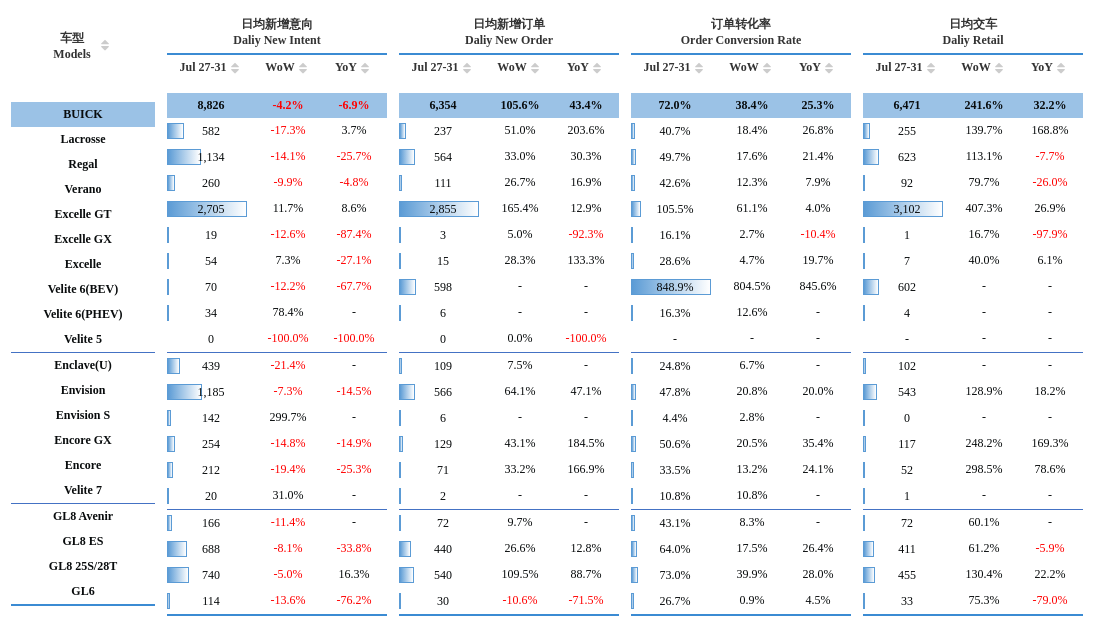 车型 日均新增意向 日均新增订单 订单转化率 日均交车
Models Daliy New Intent Daliy New Order Order Conversion Rate Daliy Retail
Jul 27-31 WoW YoY Jul 27-31 WoW YoY Jul 27-31 WoW YoY Jul 27-31 WoW YoY
BUICK 8,826 -4.2% -6.9% 6,354 105.6% 43.4% 72.0% 38.4% 25.3% 6,471 241.6% 32.2%
Lacrosse 582 -17.3% 3.7% 237 51.0% 203.6% 40.7% 18.4% 26.8% 255 139.7% 168.8%
Regal 1,134 -14.1% -25.7% 564 33.0% 30.3% 49.7% 17.6% 21.4% 623 113.1% -7.7%
Verano 260 -9.9% -4.8% 111 26.7% 16.9% 42.6% 12.3% 7.9% 92 79.7% -26.0%
Excelle GT 2,705 11.7% 8.6% 2,855 165.4% 12.9% 105.5% 61.1% 4.0% 3,102 407.3% 26.9%
Excelle GX 19 -12.6% -87.4% 3 5.0% -92.3% 16.1% 2.7% -10.4% 1 16.7% -97.9%
Excelle 54 7.3% -27.1% 15 28.3% 133.3% 28.6% 4.7% 19.7% 7 40.0% 6.1%
Velite 6(BEV) 70 -12.2% -67.7% 598 - - 848.9% 804.5% 845.6% 602 - -
Velite 6(PHEV) 34 78.4% - 6 - - 16.3% 12.6% - 4 - -
Velite 5 0 -100.0% -100.0% 0 0.0% -100.0% - - - - - -
Enclave(U) 439 -21.4% - 109 7.5% - 24.8% 6.7% - 102 - -
Envision 1,185 -7.3% -14.5% 566 64.1% 47.1% 47.8% 20.8% 20.0% 543 128.9% 18.2%
Envision S 142 299.7% - 6 - - 4.4% 2.8% - 0 - -
Encore GX 254 -14.8% -14.9% 129 43.1% 184.5% 50.6% 20.5% 35.4% 117 248.2% 169.3%
Encore 212 -19.4% -25.3% 71 33.2% 166.9% 33.5% 13.2% 24.1% 52 298.5% 78.6%
Velite 7 20 31.0% - 2 - - 10.8% 10.8% - 1 - -
GL8 Avenir 166 -11.4% - 72 9.7% - 43.1% 8.3% - 72 60.1% -
GL8 ES 688 -8.1% -33.8% 440 26.6% 12.8% 64.0% 17.5% 26.4% 411 61.2% -5.9%
GL8 25S/28T 740 -5.0% 16.3% 540 109.5% 88.7% 73.0% 39.9% 28.0% 455 130.4% 22.2%
GL6 114 -13.6% -76.2% 30 -10.6% -71.5% 26.7% 0.9% 4.5% 33 75.3% -79.0%